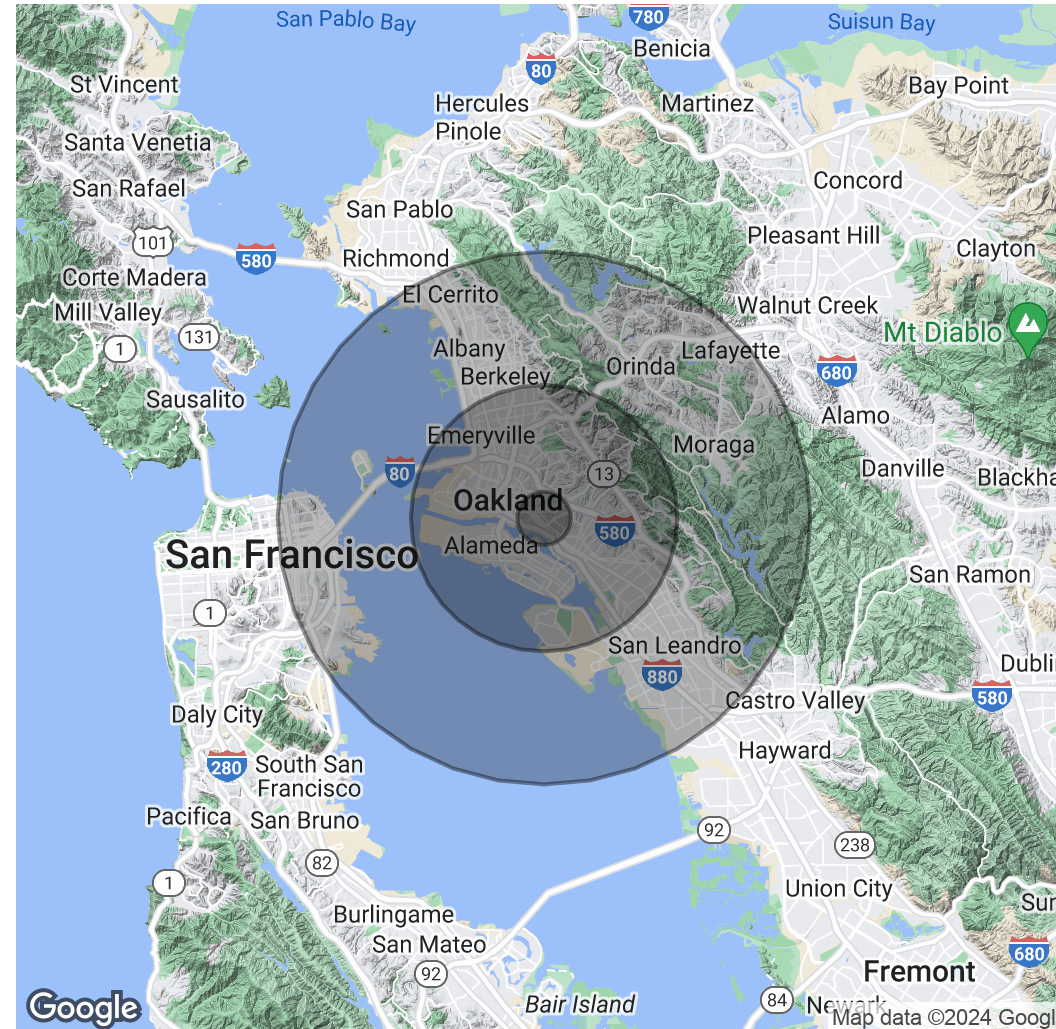 San Pablo Bay
780
Suisun Bay
Benicia
80
St Vincent
Bay Point
Hercules
Martinez
Pinole
Santa Venetia
Concord
San Rafael
San Pablo
101
Pleasant Hill
Clayton
580
Richmond
Corte Madera
El Cerrito
Mill Valley
Walnut Creek
Mt Diablo
131
1
Albany
Lafayette
Orinda
680
Berkeley
Sausalito
Alamo
Emeryville
Moraga
80
13
Danville
Blackha
Oakland
580
Alameda
San Francisco
San Ramon
1
San Leandro
Dubli
880
580
Castro Valley
Daly City
Hayward
280
South San
Francisco
Pacifica
San Bruno
92
238
82
1
Union City
Sur
Burlingame
San Mateo
680
92
Fremont
Bair Island
84
Newark
Google
Map data ©2024 Googl